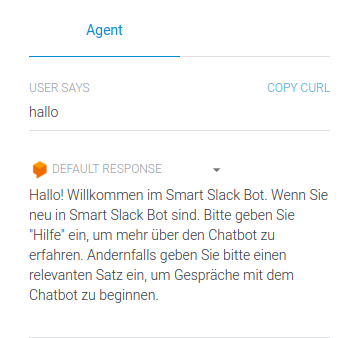 Agent
USER SAYS COPY CURL
hallo
DEFAULT RESPONSE
Hallo! Willkommen im Smart Slack Bot. Wenn Sie
neu in Smart Slack Bot sind. Bitte geben Sie
"Hilfe" ein, um mehr über den Chatbot zu
erfahren. Andernfalls geben Sie bitte einen
relevanten Satz ein, um Gespräche mit dem
Chatbot zu beginnen.